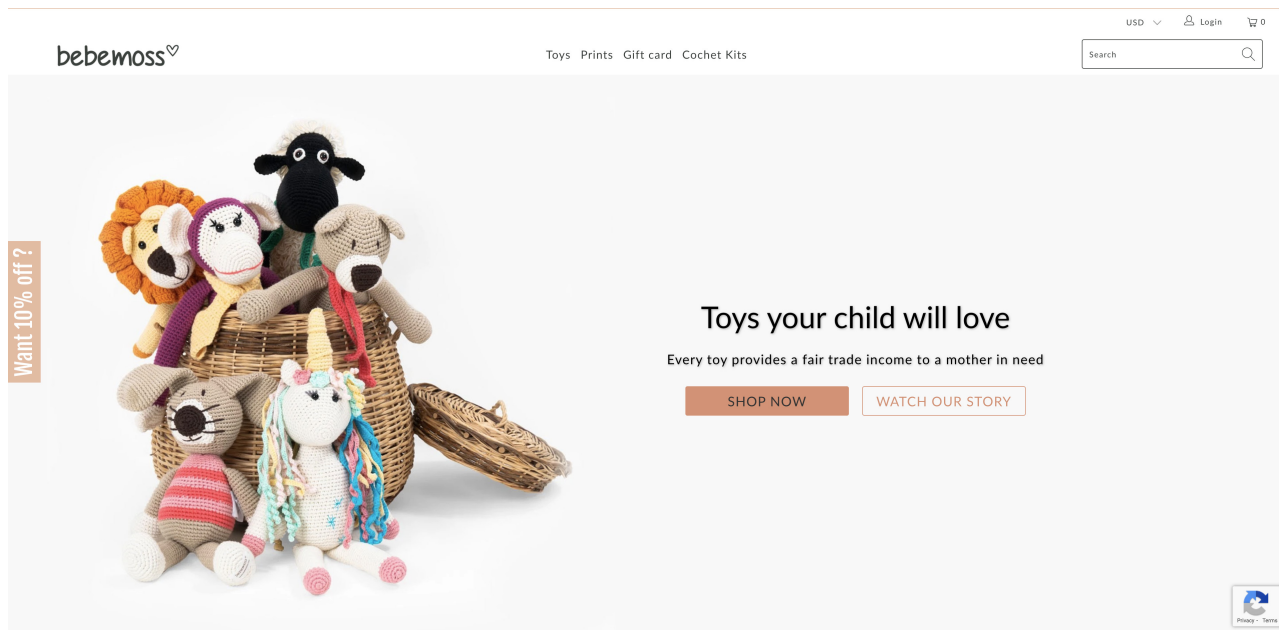 USD
Login
0
bebemoss
Toys Prints Gift card Cochet Kits
Search
Want 10% off ?
Toys your child will love
Every toy provides a fair trade income to a mother in need
SHOP NOW
WATCH OUR STORY
Privacy - Terms